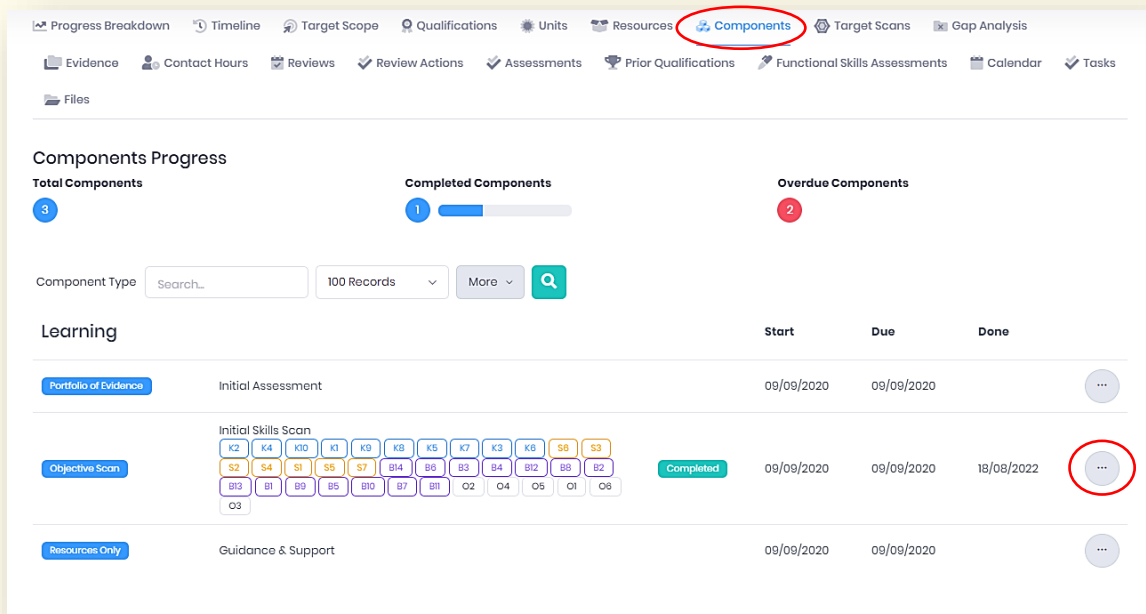 Progress Breakdown Timeline Target Scope Qualifications Units Resources Components Target Scans Gap Analysis
Evidence Contact Hours Reviews Review Actions Assessments Prior Qualifications Functional Skills Assessments Calendar Tasks
Files
Components Progress
Total Components Completed Components Overdue Components
3 1 2
Component Type Search... 100 Records More
Learning Start Due Done
Portfolio of Evidence Initial Assessment 09/09/2020 09/09/2020 ...
Initial Skills Scan
K2 K4 K10 K1 K9 K8 K5 K7 K3 K6 S6 S3
Objective Scan S2 S4 S1 S5 S7 B14 B6 B3 B4 B12 B8 B2 Completed 09/09/2020 09/09/2020 18/08/2022 ...
B13 B1 B9 B5 B10 B7 B11 O2 O4 O5 O1 O6
O3
Resources Only Guidance & Support 09/09/2020 09/09/2020 ...